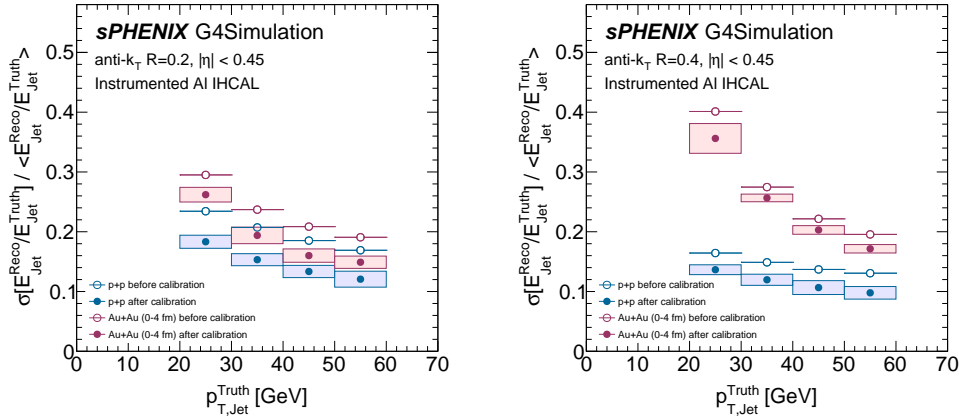 sPHENIX G4Simulation
anti-k_T R=0.2, |η| < 0.45
Instrumented Al IHCAL
σ[E_Jet^Reco/E_Jet^Truth] / <E_Jet^Reco/E_Jet^Truth>
0.5
0.4
0.3
0.2
0.1
0
p+p before calibration
p+p after calibration
Au+Au (0-4 fm) before calibration
Au+Au (0-4 fm) after calibration
0 10 20 30 40 50 60 70
p_T,Jet^Truth [GeV]
sPHENIX G4Simulation
anti-k_T R=0.4, |η| < 0.45
Instrumented Al IHCAL
σ[E_Jet^Reco/E_Jet^Truth] / <E_Jet^Reco/E_Jet^Truth>
0.5
0.4
0.3
0.2
0.1
0
p+p before calibration
p+p after calibration
Au+Au (0-4 fm) before calibration
Au+Au (0-4 fm) after calibration
0 10 20 30 40 50 60 70
p_T,Jet^Truth [GeV]